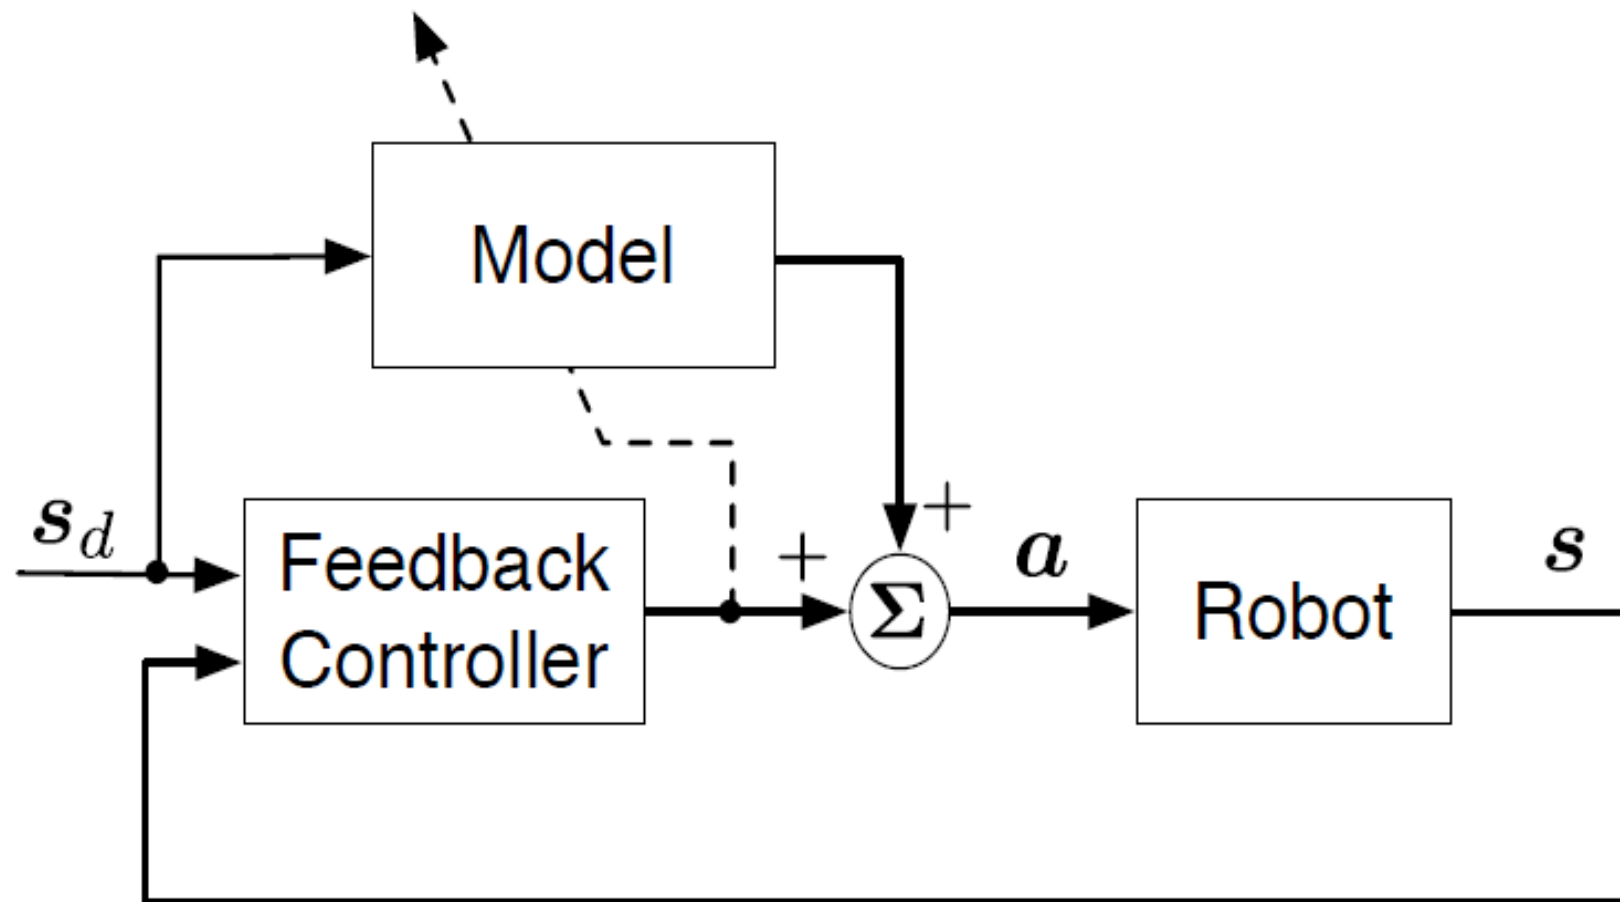 Model
s_d
Feedback
Controller
+
+
Σ
a
Robot
s